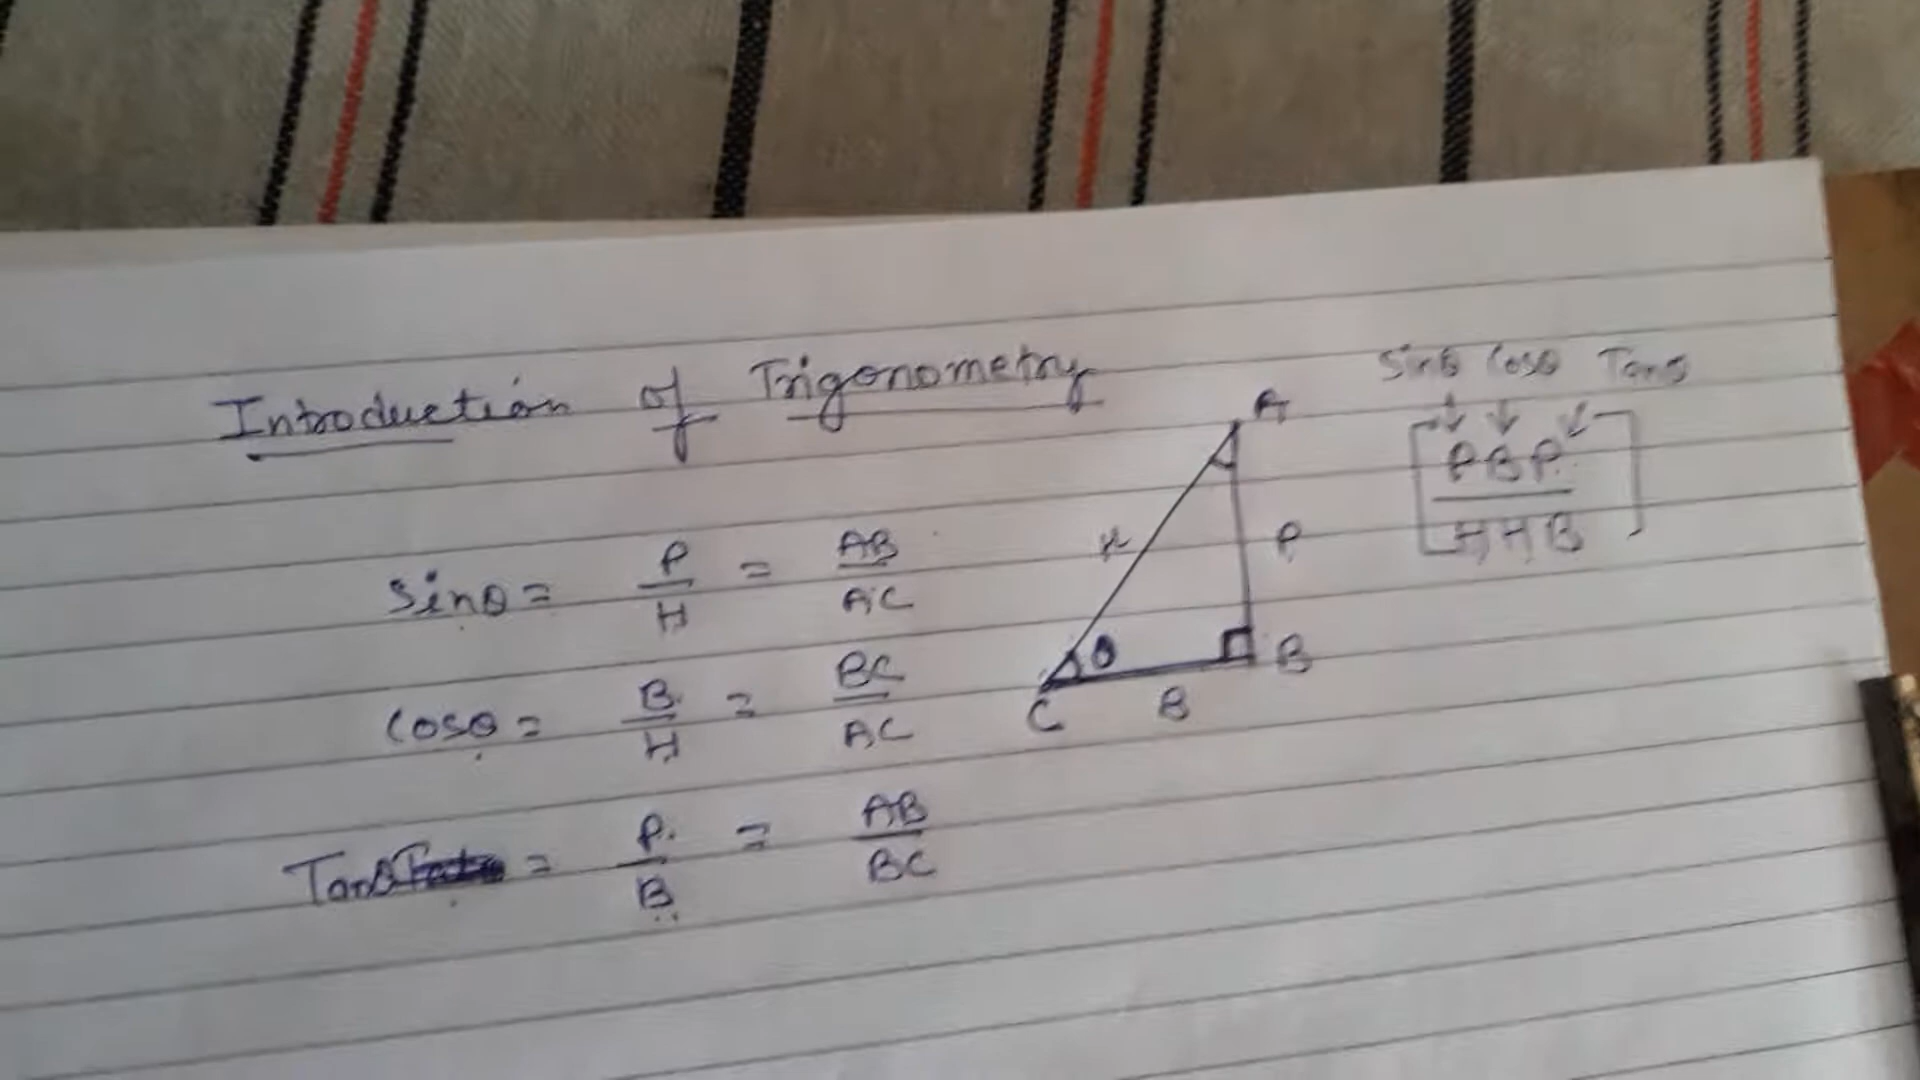 Introduction of Trigonometry
Sinθ Cosθ Tanθ
P B P
H H B
A
H
P
θ
B
C
B
Sinθ = P/H = AB/AC
Cosθ = B/H = BC/AC
Tanθ = P/B = AB/BC